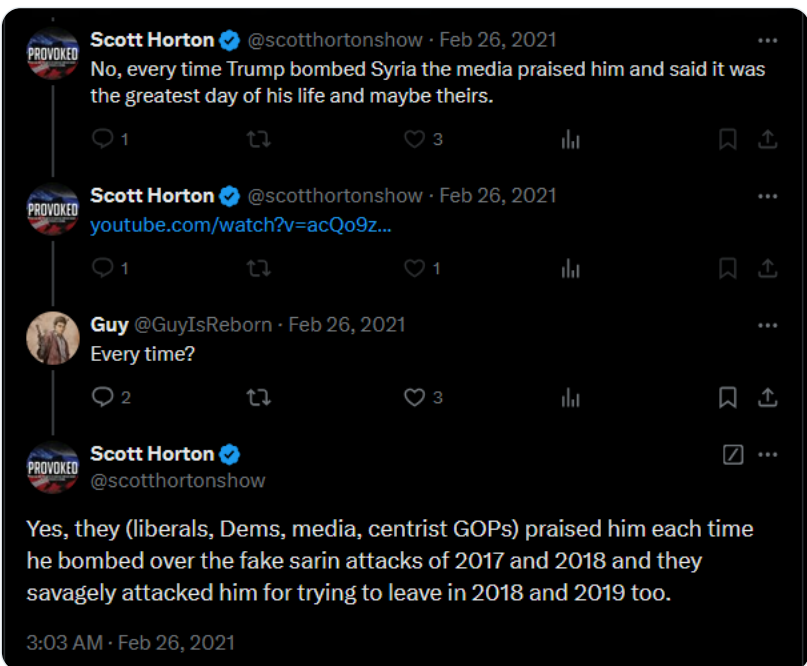 PROVOKED
Scott Horton @scotthortonshow · Feb 26, 2021
No, every time Trump bombed Syria the media praised him and said it was
the greatest day of his life and maybe theirs.
1 3
PROVOKED
Scott Horton @scotthortonshow · Feb 26, 2021
youtube.com/watch?v=acQo9z...
1 1
Guy @GuyIsReborn · Feb 26, 2021
Every time?
2 3
PROVOKED
Scott Horton
@scotthortonshow
Yes, they (liberals, Dems, media, centrist GOPs) praised him each time
he bombed over the fake sarin attacks of 2017 and 2018 and they
savagely attacked him for trying to leave in 2018 and 2019 too.
3:03 AM · Feb 26, 2021